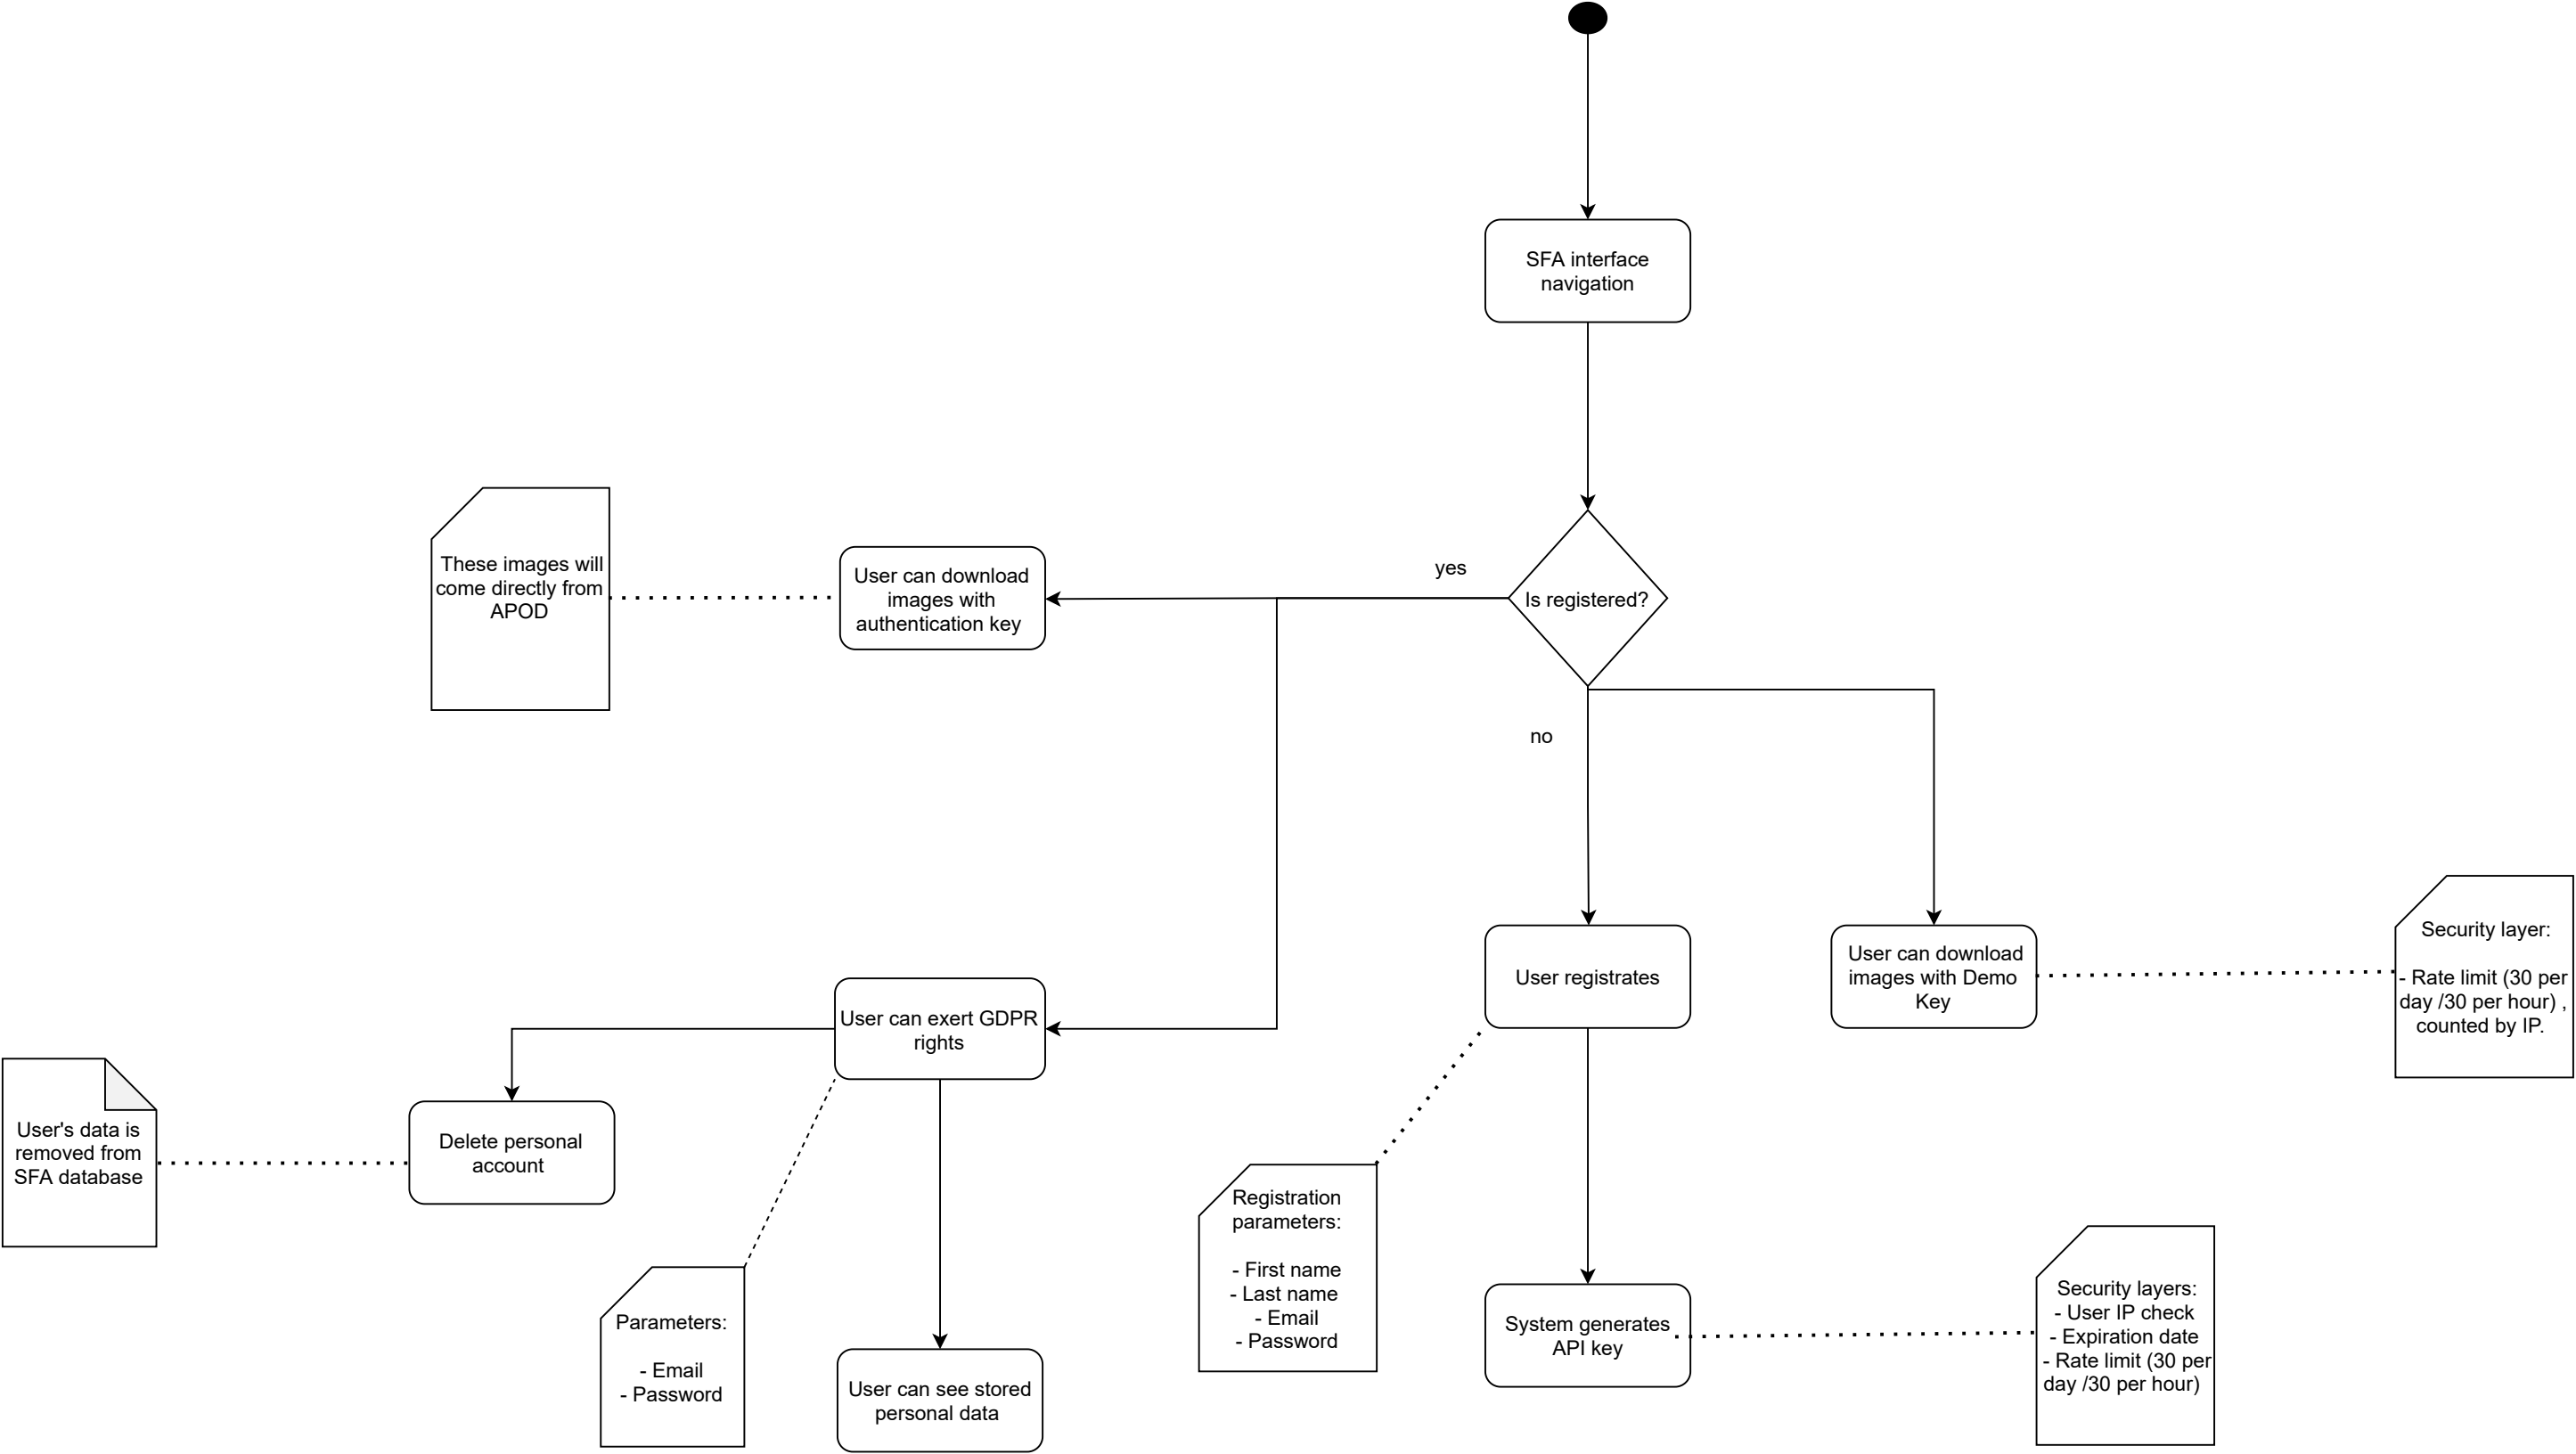 SFA interface
navigation
These images will
come directly from
APOD
User can download
images with
authentication key
yes
Is registered?
no
Security layer:
- Rate limit (30 per
day /30 per hour) ,
counted by IP.
User can download
images with Demo
Key
User registrates
User can exert GDPR
rights
User's data is
removed from
SFA database
Delete personal
account
Registration
parameters:
- First name
- Last name
- Email
- Password
System generates
API key
Security layers:
- User IP check
- Expiration date
- Rate limit (30 per
day /30 per hour)
Parameters:
- Email
- Password
User can see stored
personal data